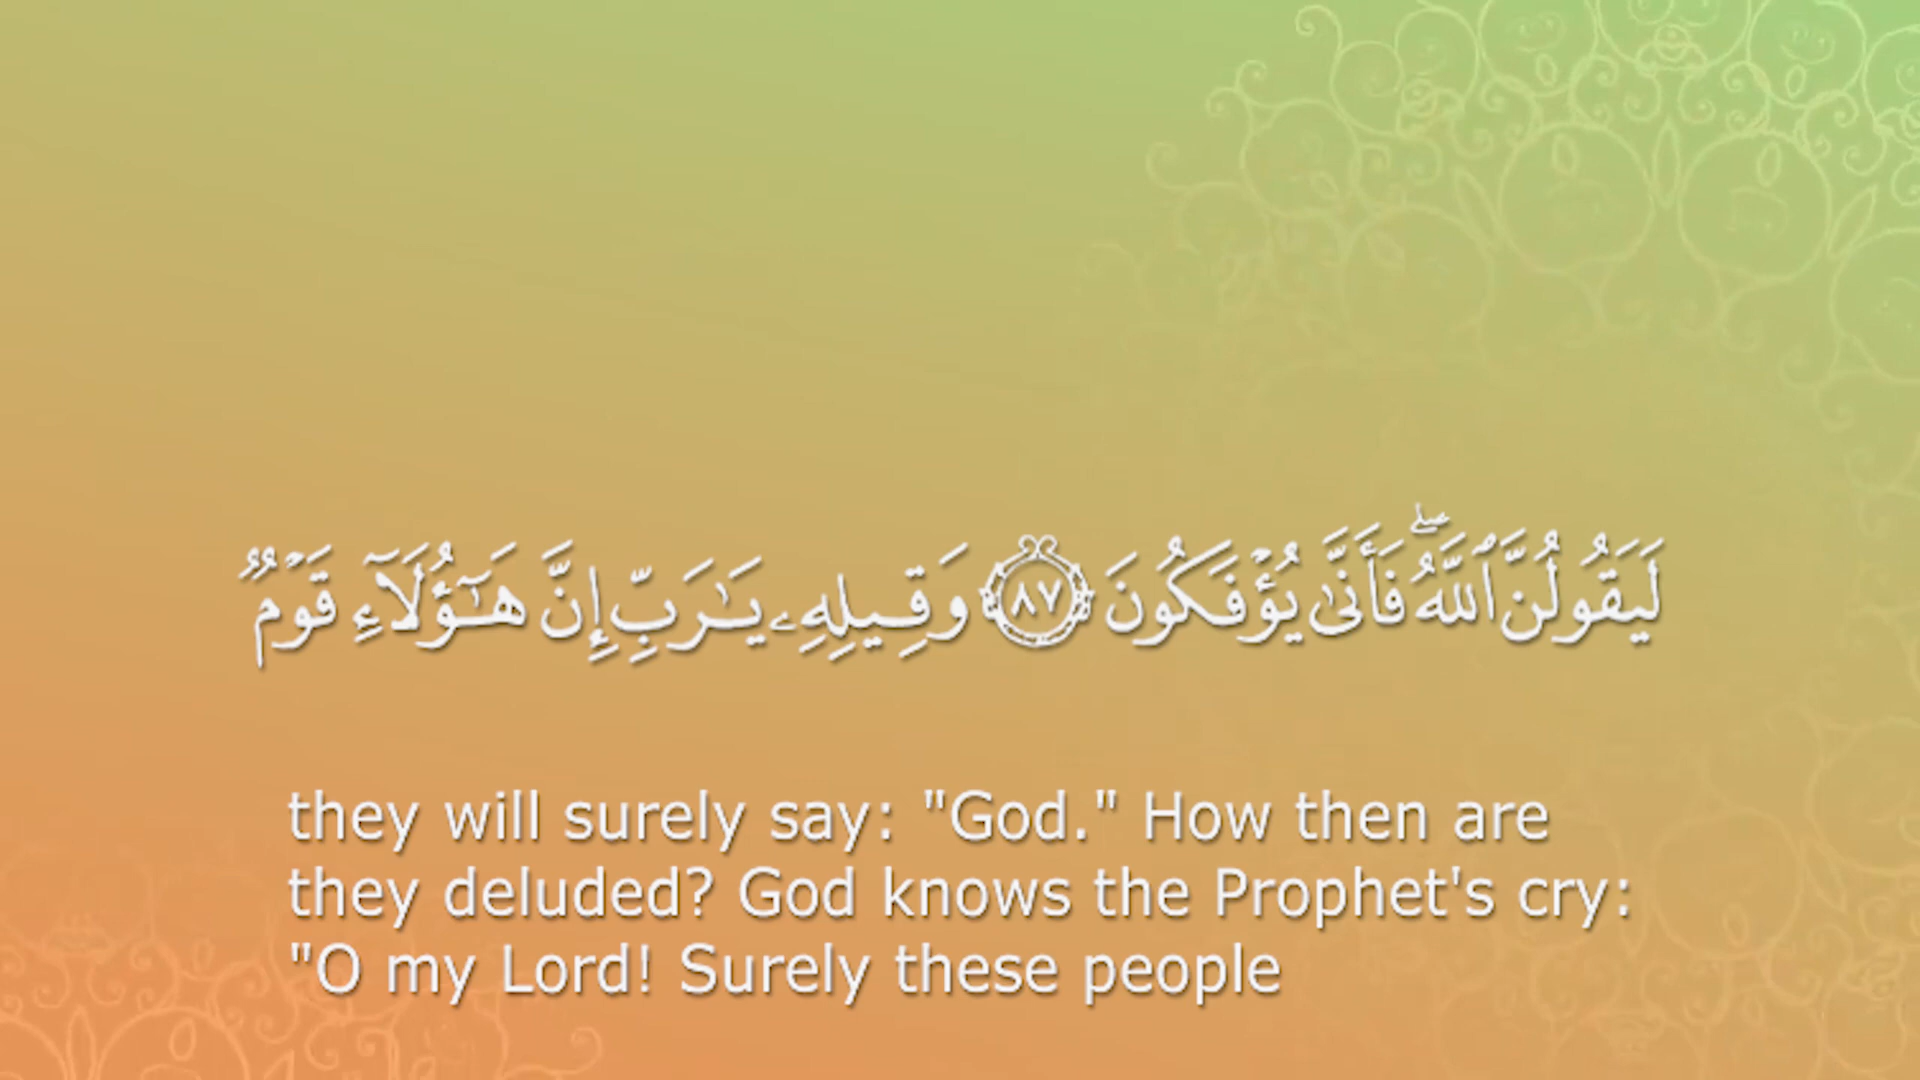 لَيَقُولُنَّ ٱللَّهُۖ فَأَنَّىٰ يُؤۡفَكُونَ ٨٧ وَقِيلِهِۦ يَـٰرَبِّ إِنَّ هَـٰٓؤُلَآءِ قَوۡمٌ
they will surely say: "God." How then are
they deluded? God knows the Prophet's cry:
"O my Lord! Surely these people